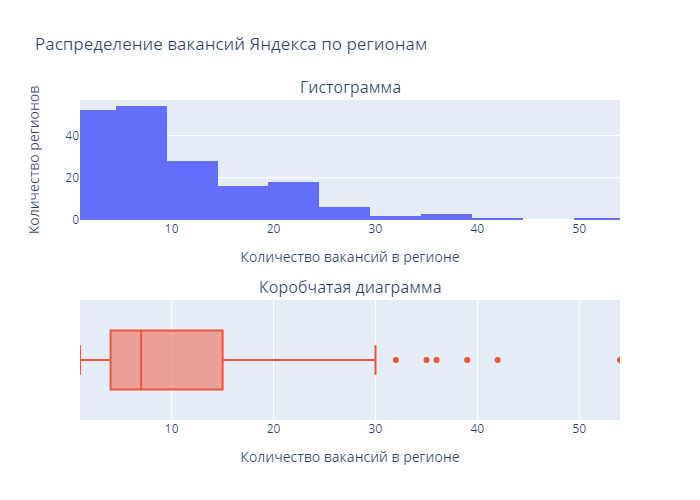 Распределение вакансий Яндекса по регионам
Гистограмма
Количество регионов
40
20
0
10 20 30 40 50
Количество вакансий в регионе
Коробчатая диаграмма
10 20 30 40 50
Количество вакансий в регионе